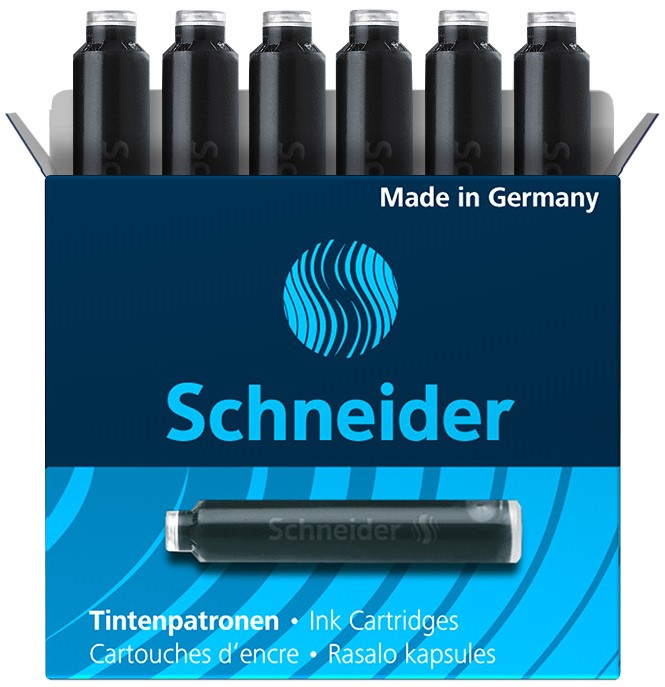 Made in Germany
Schneider
Schneider
Tintenpatronen • Ink Cartridges
Cartouches d'encre • Rasalo kapsules